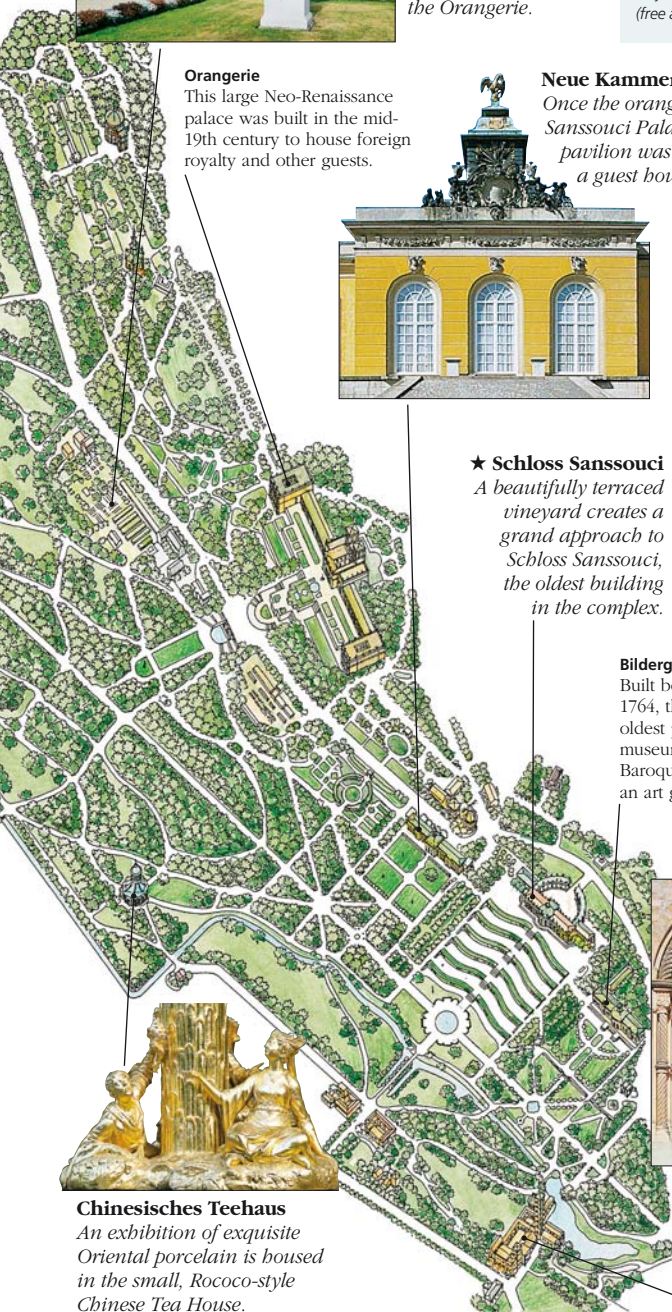 the Orangerie.
(free a
Orangerie
This large Neo-Renaissance
palace was built in the mid-
19th century to house foreign
royalty and other guests.
Neue Kammer
Once the orang
Sanssouci Pala
pavilion was
a guest hou
★ Schloss Sanssouci
A beautifully terraced
vineyard creates a
grand approach to
Schloss Sanssouci,
the oldest building
in the complex.
Bilderg
Built be
1764, th
oldest p
museum
Baroqu
an art g
Chinesisches Teehaus
An exhibition of exquisite
Oriental porcelain is housed
in the small, Rococo-style
Chinese Tea House.